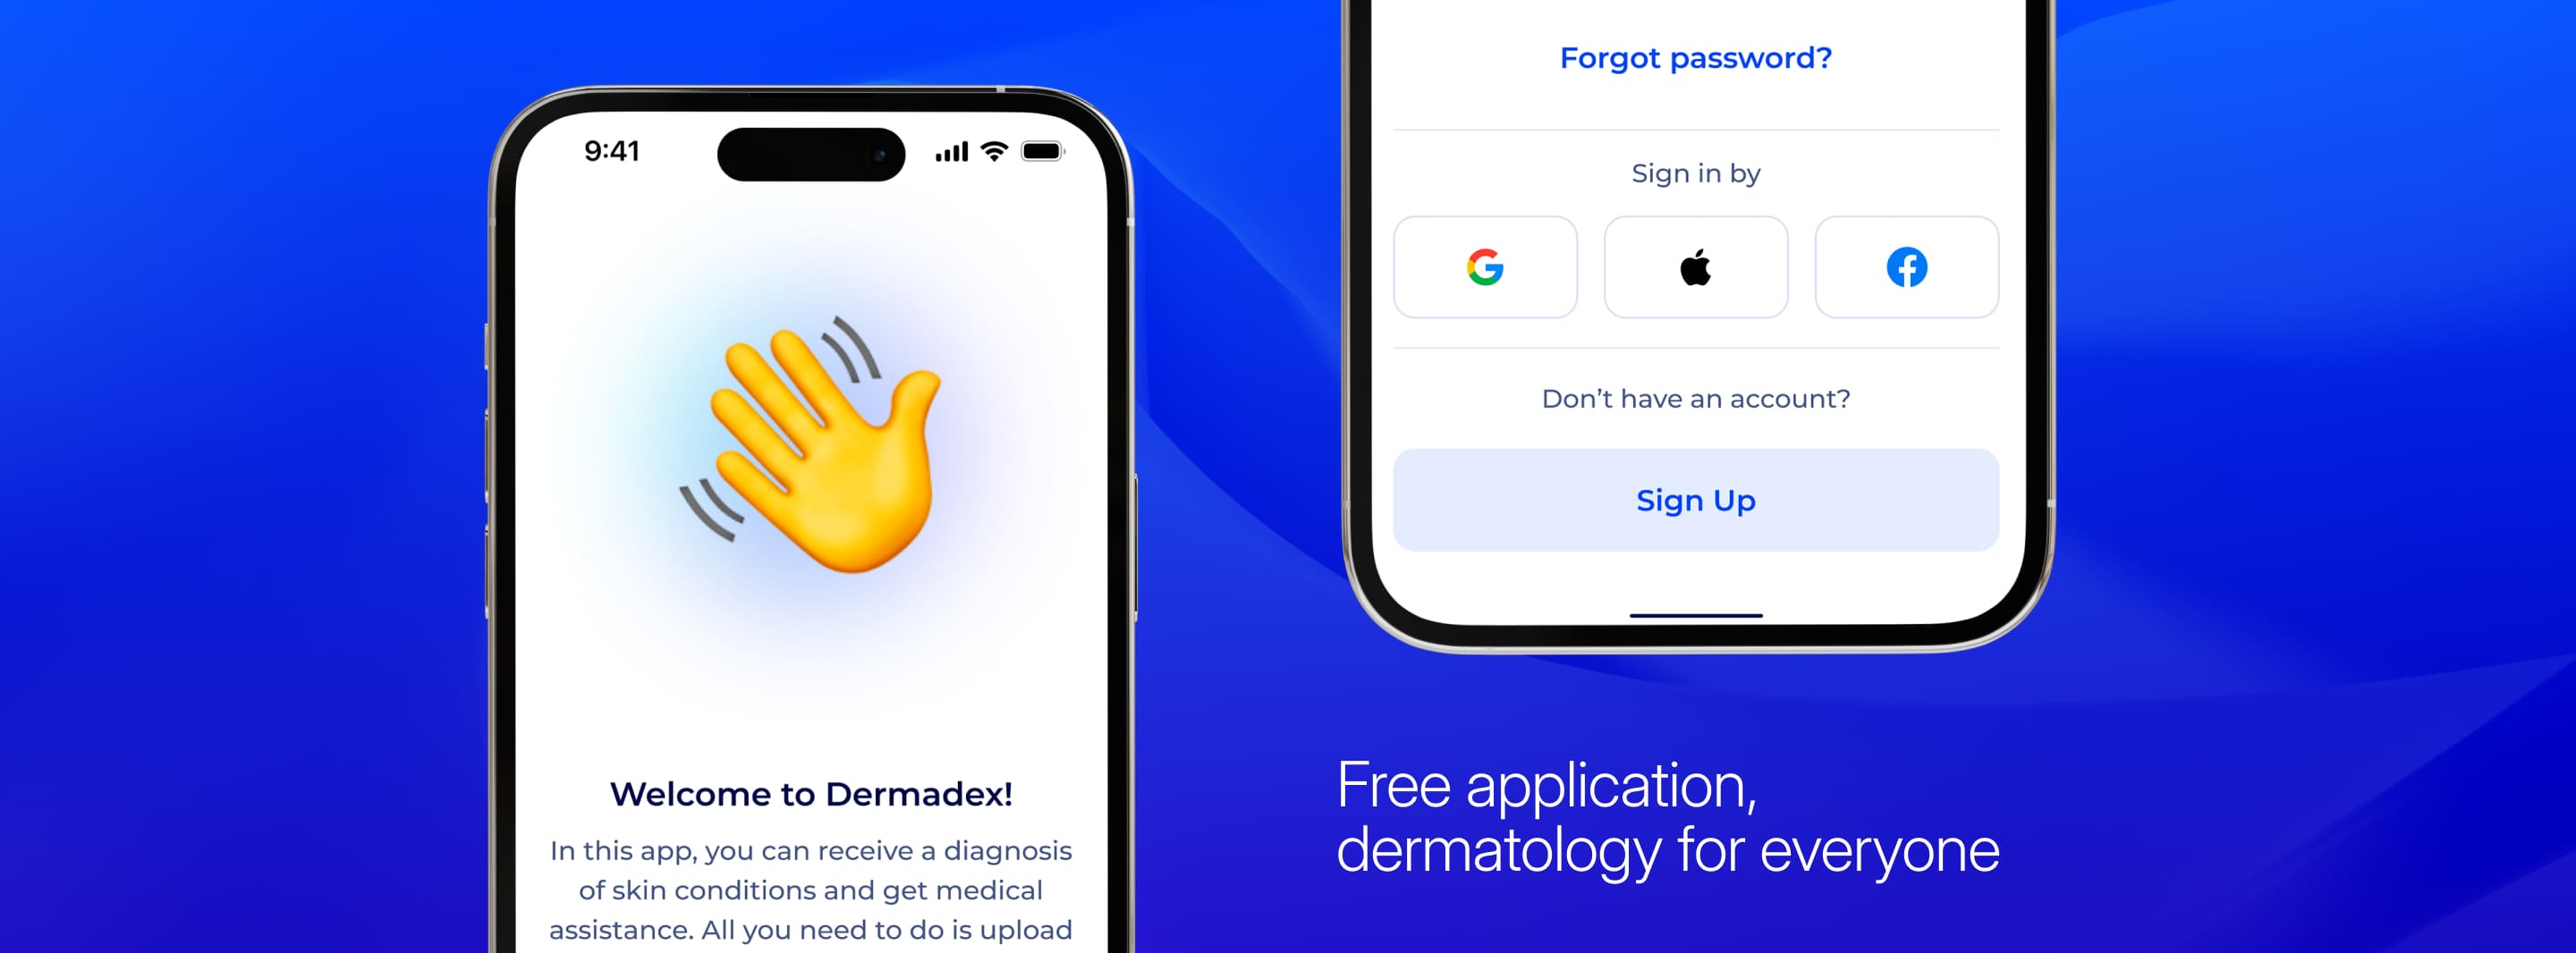 9:41
Welcome to Dermadex!
In this app, you can receive a diagnosis
of skin conditions and get medical
assistance. All you need to do is upload
Forgot password?
Sign in by
Don’t have an account?
Sign Up
Free application,
dermatology for everyone